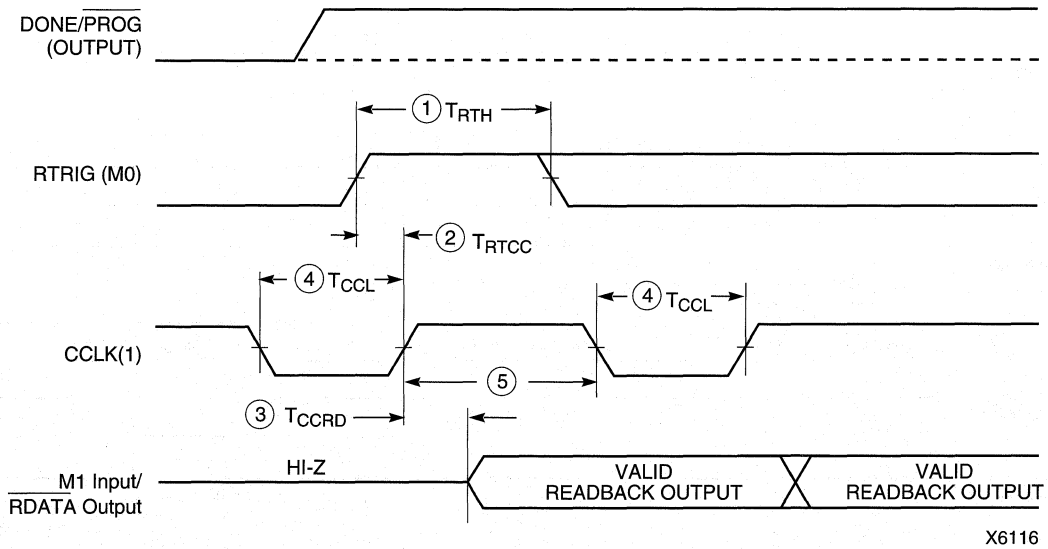 DONE/PROG
(OUTPUT)
1 TRTH
RTRIG (M0)
2 TRTCC
4 TCCL
4 TCCL
CCLK(1)
5
3 TCCRD
HI-Z
M1 Input/
RDATA Output
VALID
READBACK OUTPUT
VALID
READBACK OUTPUT
X6116